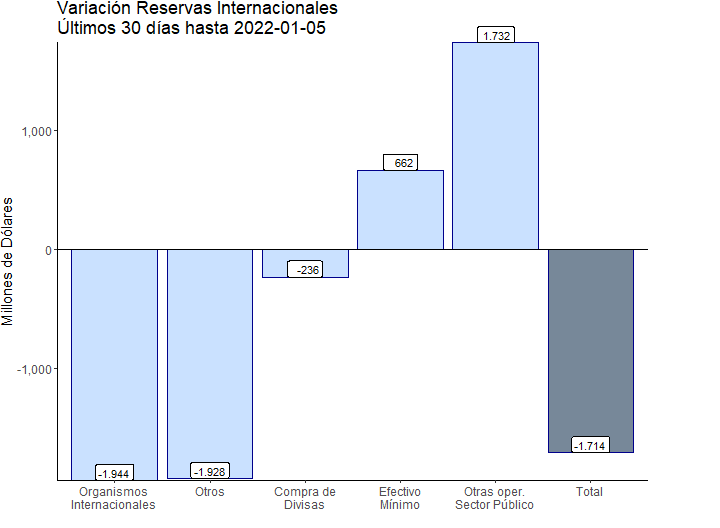 Variación Reservas Internacionales
Últimos 30 días hasta 2022-01-05
Millones de Dólares
1,000
0
-1,000
-1.944
-1.928
-236
662
1.732
-1.714
Organismos
Internacionales
Otros
Compra de
Divisas
Efectivo
Mínimo
Otras oper.
Sector Público
Total